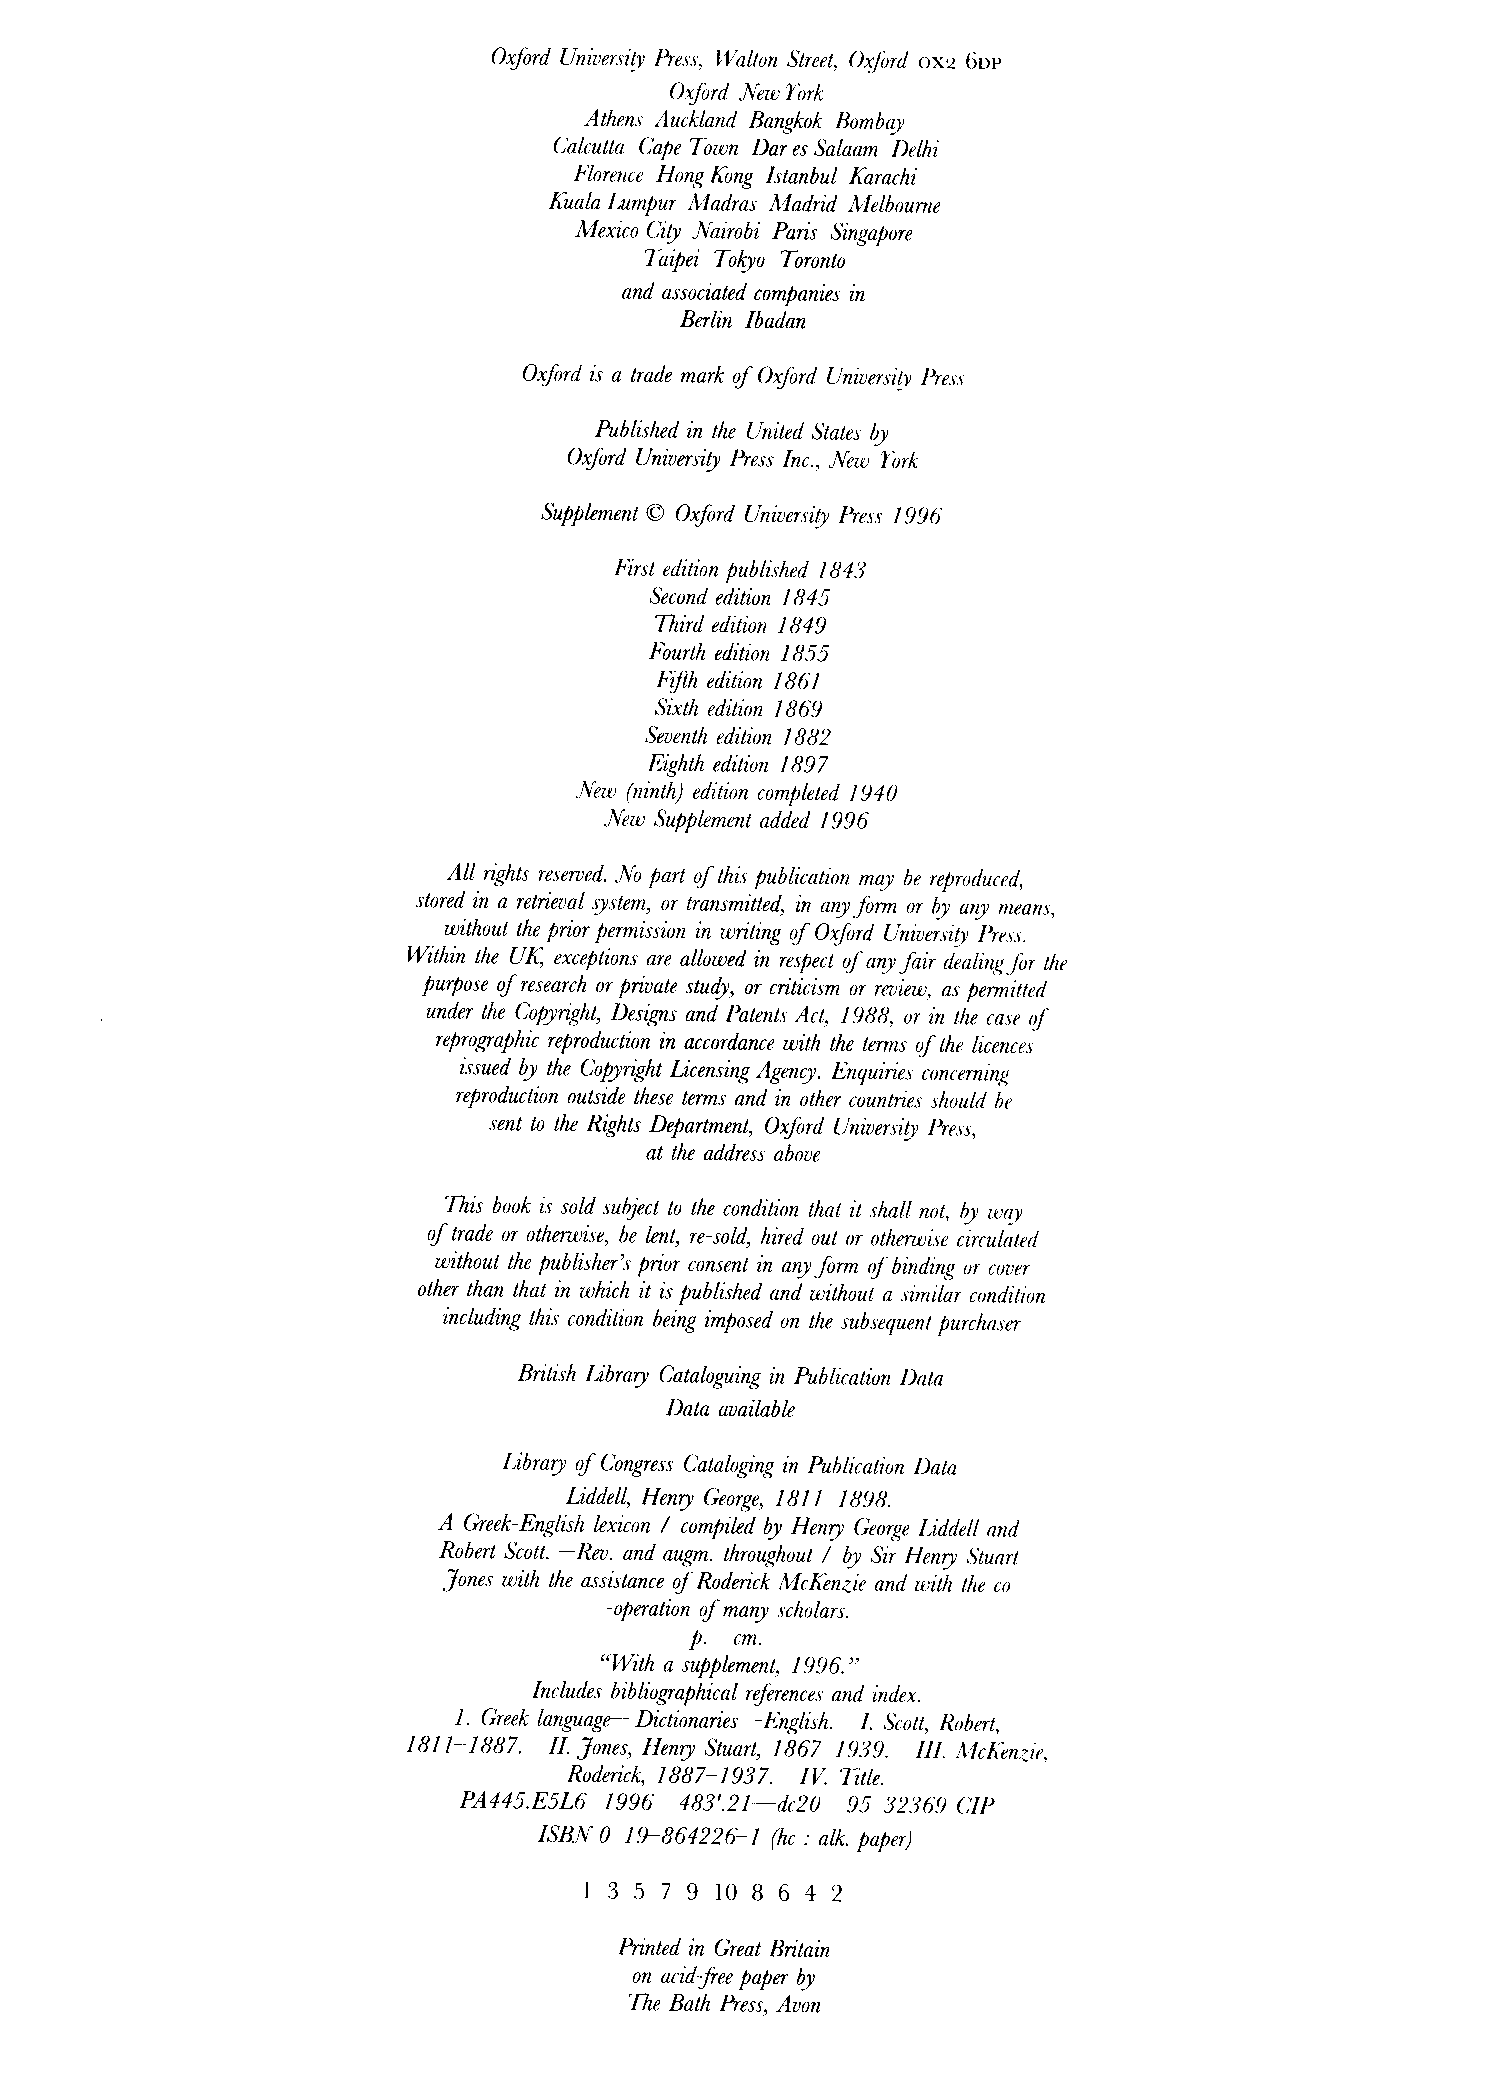 Oxford University Press, Walton Street, Oxford OX2 6DP
Oxford New York
Athens Auckland Bangkok Bombay
Calcutta Cape Town Dar es Salaam Delhi
Florence Hong Kong Istanbul Karachi
Kuala Lumpur Madras Madrid Melbourne
Mexico City Nairobi Paris Singapore
Taipei Tokyo Toronto
and associated companies in
Berlin Ibadan
Oxford is a trade mark of Oxford University Press
Published in the United States by
Oxford University Press Inc., New York
Supplement © Oxford University Press 1996
First edition published 1843
Second edition 1845
Third edition 1849
Fourth edition 1855
Fifth edition 1861
Sixth edition 1869
Seventh edition 1882
Eighth edition 1897
New (ninth) edition completed 1940
New Supplement added 1996
All rights reserved. No part of this publication may be reproduced,
stored in a retrieval system, or transmitted, in any form or by any means,
without the prior permission in writing of Oxford University Press.
Within the UK, exceptions are allowed in respect of any fair dealing for the
purpose of research or private study, or criticism or review, as permitted
under the Copyright, Designs and Patents Act, 1988, or in the case of
reprographic reproduction in accordance with the terms of the licences
issued by the Copyright Licensing Agency. Enquiries concerning
reproduction outside these terms and in other countries should be
sent to the Rights Department, Oxford University Press,
at the address above
This book is sold subject to the condition that it shall not, by way
of trade or otherwise, be lent, re-sold, hired out or otherwise circulated
without the publisher's prior consent in any form of binding or cover
other than that in which it is published and without a similar condition
including this condition being imposed on the subsequent purchaser
British Library Cataloguing in Publication Data
Data available
Library of Congress Cataloging in Publication Data
Liddell, Henry George, 1811 1898.
A Greek-English lexicon / compiled by Henry George Liddell and
Robert Scott. —Rev. and augm. throughout / by Sir Henry Stuart
Jones with the assistance of Roderick McKenzie and with the co
-operation of many scholars.
p. cm.
“With a supplement, 1996.”
Includes bibliographical references and index.
1. Greek language—Dictionaries -English. I. Scott, Robert,
1811–1887. II. Jones, Henry Stuart, 1867 1939. III. McKenzie,
Roderick, 1887–1937. IV. Title.
PA445.E5L6 1996 483'.21—dc20 95 32369 CIP
ISBN 0 19–864226–1 (hc : alk. paper)
1 3 5 7 9 10 8 6 4 2
Printed in Great Britain
on acid-free paper by
The Bath Press, Avon